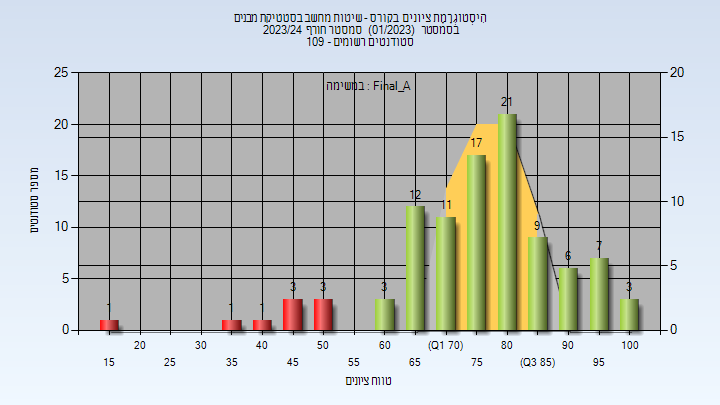 היסטוגרמת ציונים בקורס - שיטות מחשב בסטטיקת מבנים
בסמסטר (01/2023) סמסטר חורף 2023/24
סטודנטים רשומים - 109
במשימה : Final_A
25 20 15 10 5 0
מספר סטודנטים
20 15 10 5 0
1 1 1 3 3 3 12 11 17 21 9 6 7 3
20 30 40 50 60 (Q1 70) 80 90 100
15 25 35 45 55 65 75 (Q3 85) 95
טווח ציונים